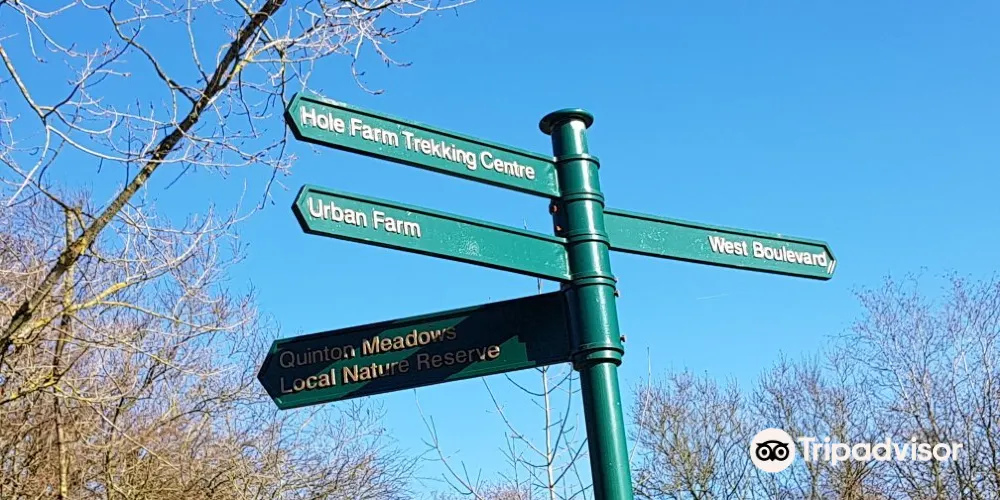 Hole Farm Trekking Centre
Urban Farm
West Boulevard
Quinton Meadows
Local Nature Reserve
Tripadvisor